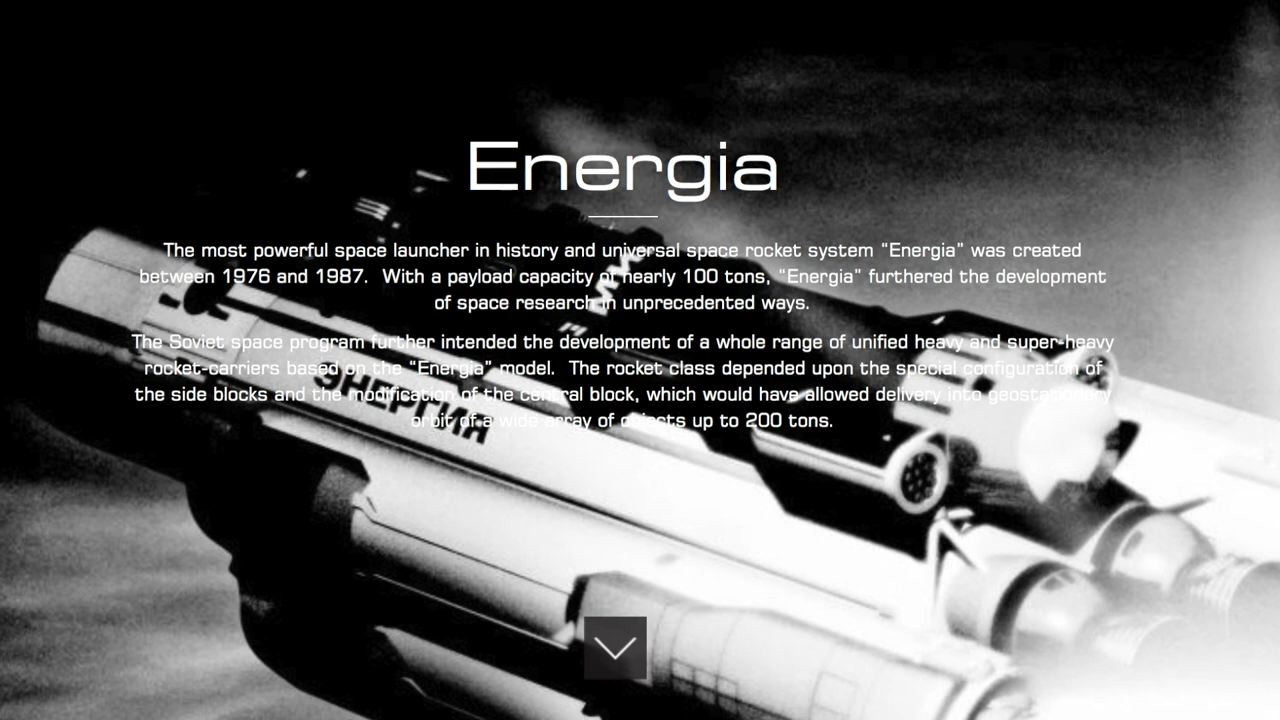 Energia
The most powerful space launcher in history and universal space rocket system “Energia” was created
between 1976 and 1987.  With a payload capacity of nearly 100 tons, “Energia” furthered the development
of space research in unprecedented ways.
The Soviet space program further intended the development of a whole range of unified heavy and super-heavy
rocket-carriers based on the “Energia” model.  The rocket class depended upon the special configuration of
the side blocks and the modification of the central block, which would have allowed delivery into geostationary
orbit of a wide array of objects up to 200 tons.
ЭНЕРГИЯ